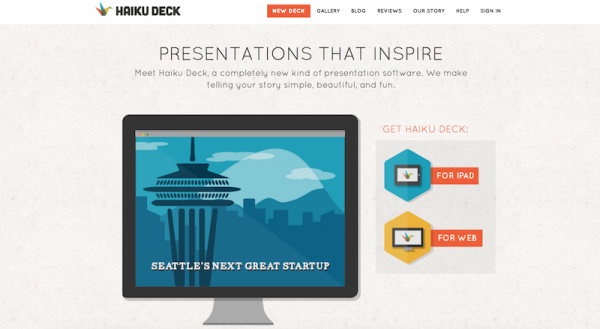 HAIKU DECK
NEW DECK GALLERY BLOG REVIEWS OUR STORY HELP SIGN IN
PRESENTATIONS THAT INSPIRE
Meet Haiku Deck, a completely new kind of presentation software. We make
telling your story simple, beautiful, and fun.
GET HAIKU DECK:
FOR IPAD
FOR WEB
SEATTLE'S NEXT GREAT STARTUP